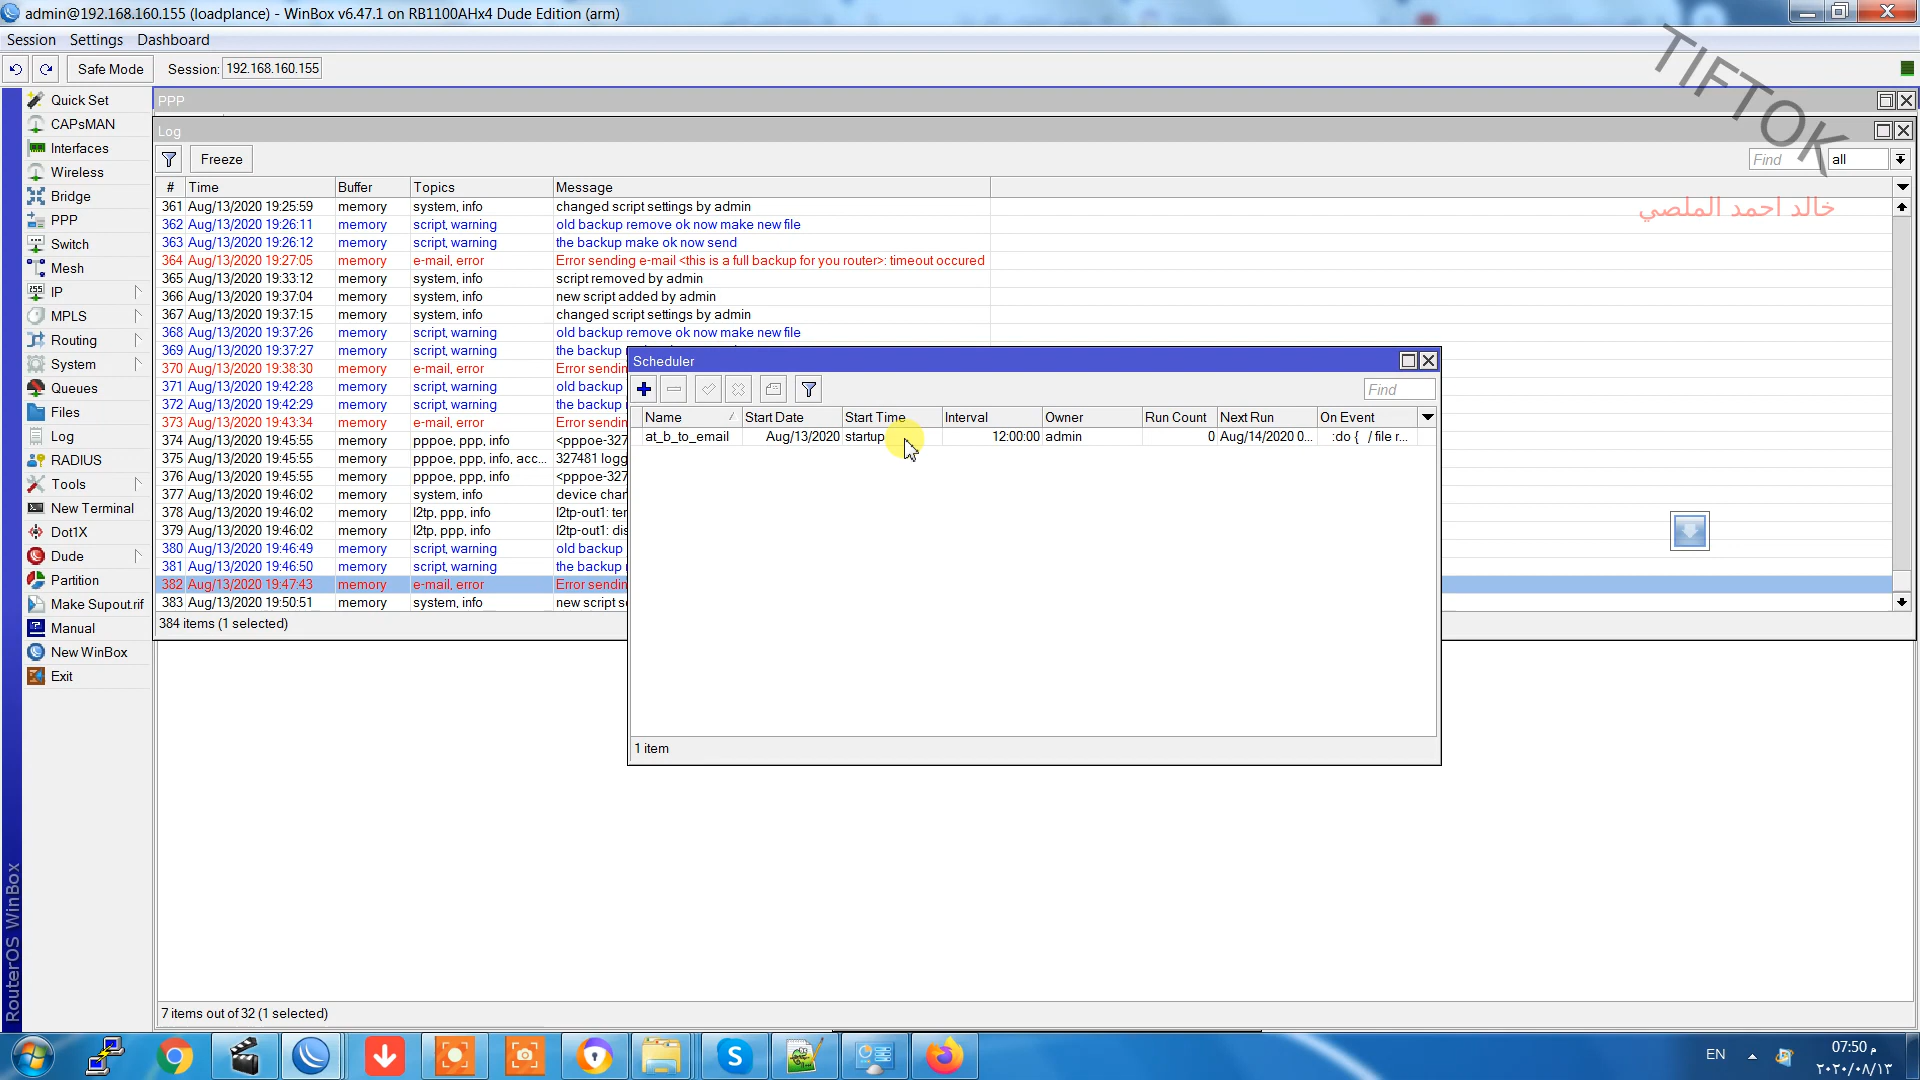 admin@192.168.160.155 (loadplance) - WinBox v6.47.1 on RB1100AHx4 Dude Edition (arm)
Session Settings Dashboard
Safe Mode Session: 192.168.160.155
TIFTOK
خالد احمد الملصي
Quick Set
CAPsMAN
Interfaces
Wireless
Bridge
PPP
Switch
Mesh
IP
MPLS
Routing
System
Queues
Files
Log
RADIUS
Tools
New Terminal
Dot1X
Dude
Partition
Make Supout.rif
Manual
New WinBox
Exit
RouterOS WinBox
PPP
Log
Freeze Find all
# Time Buffer Topics Message
361 Aug/13/2020 19:25:59 memory system, info changed script settings by admin
362 Aug/13/2020 19:26:11 memory script, warning old backup remove ok now make new file
363 Aug/13/2020 19:26:12 memory script, warning the backup make ok now send
364 Aug/13/2020 19:27:05 memory e-mail, error Error sending e-mail <this is a full backup for you router>: timeout occured
365 Aug/13/2020 19:33:12 memory system, info script removed by admin
366 Aug/13/2020 19:37:04 memory system, info new script added by admin
367 Aug/13/2020 19:37:15 memory system, info changed script settings by admin
368 Aug/13/2020 19:37:26 memory script, warning old backup remove ok now make new file
369 Aug/13/2020 19:37:27 memory script, warning the backup
370 Aug/13/2020 19:38:30 memory e-mail, error Error sendin
371 Aug/13/2020 19:42:28 memory script, warning old backup
372 Aug/13/2020 19:42:29 memory script, warning the backup
373 Aug/13/2020 19:43:34 memory e-mail, error Error sendin
374 Aug/13/2020 19:45:55 memory pppoe, ppp, info <pppoe-327
375 Aug/13/2020 19:45:55 memory pppoe, ppp, info, acc... 327481 logg
376 Aug/13/2020 19:45:55 memory pppoe, ppp, info <pppoe-327
377 Aug/13/2020 19:46:02 memory system, info device char
378 Aug/13/2020 19:46:02 memory l2tp, ppp, info l2tp-out1: ter
379 Aug/13/2020 19:46:02 memory l2tp, ppp, info l2tp-out1: dis
380 Aug/13/2020 19:46:49 memory script, warning old backup
381 Aug/13/2020 19:46:50 memory script, warning the backup
382 Aug/13/2020 19:47:43 memory e-mail, error Error sendin
383 Aug/13/2020 19:50:51 memory system, info new script s
384 items (1 selected)
Scheduler
Find
Name Start Date Start Time Interval Owner Run Count Next Run On Event
at_b_to_email Aug/13/2020 startup 12:00:00 admin 0 Aug/14/2020 0... :do { / file r...
1 item
7 items out of 32 (1 selected)
EN
07:50 م
٢٠٢٠/٠٨/١٣